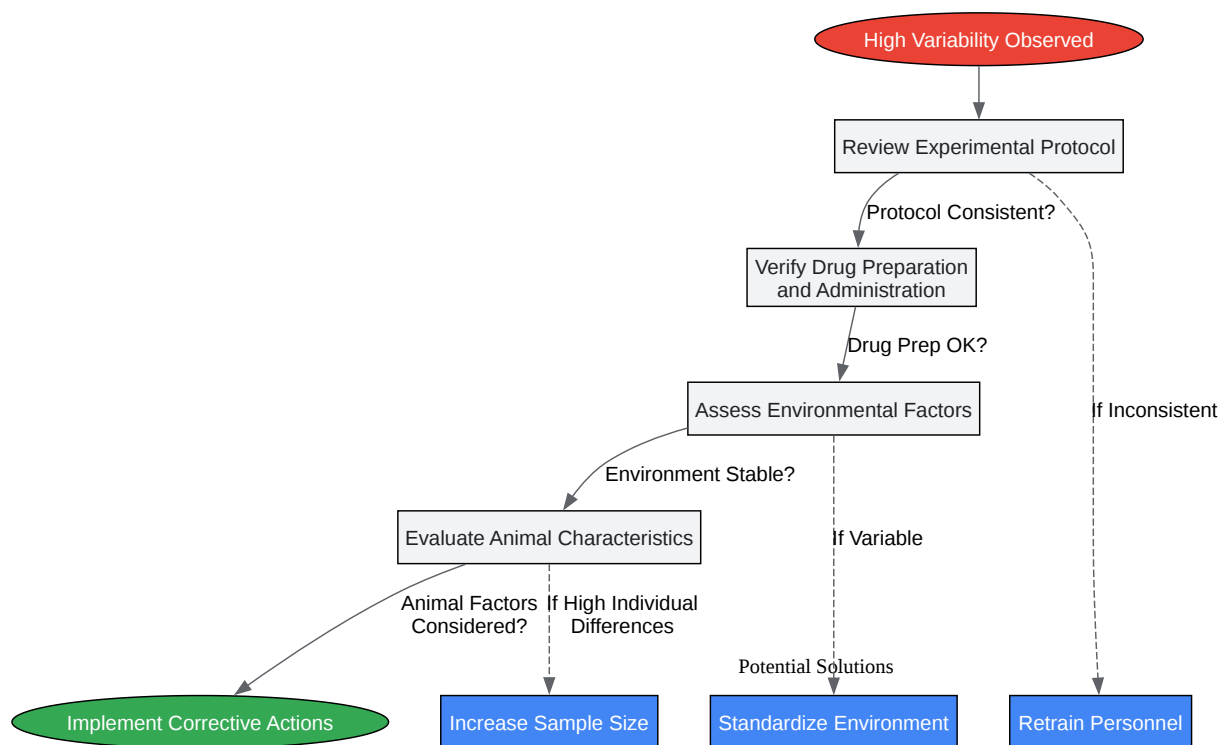 High Variability Observed
Review Experimental Protocol
Protocol Consistent?
Verify Drug Preparation
and Administration
Drug Prep OK?
Assess Environmental Factors
If Inconsistent
Environment Stable?
Evaluate Animal Characteristics
If Variable
Animal Factors
Considered?
If High Individual
Differences
Potential Solutions
Implement Corrective Actions
Increase Sample Size
Standardize Environment
Retrain Personnel